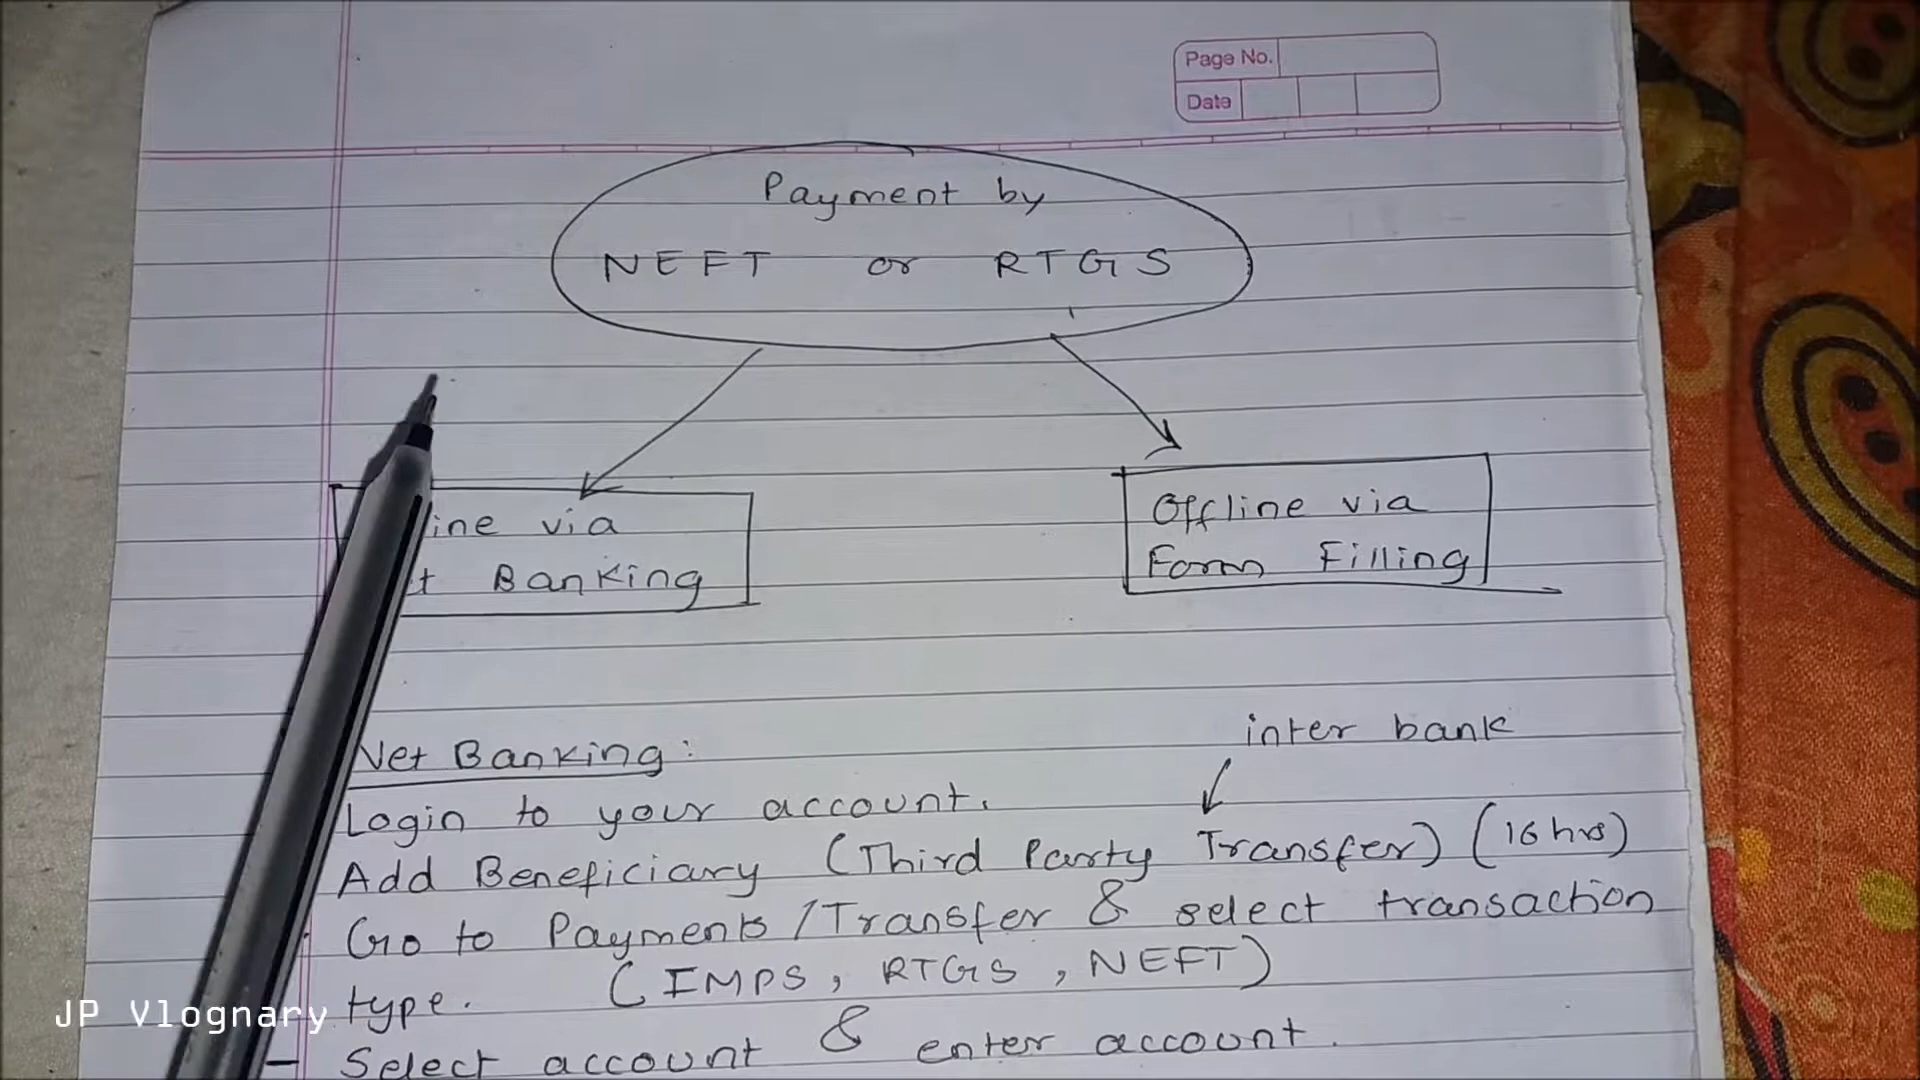 Page No.
Date
Payment by
NEFT or RTGS
ine via
t Banking
Offline via
Form Filling
inter bank
Net Banking:
Login to your account.
Add Beneficiary (Third Party Transfer) (16 hrs)
Go to Payments / Transfer & select transaction
type. (IMPS, RTGS, NEFT)
Select account & enter account.
JP Vlognary